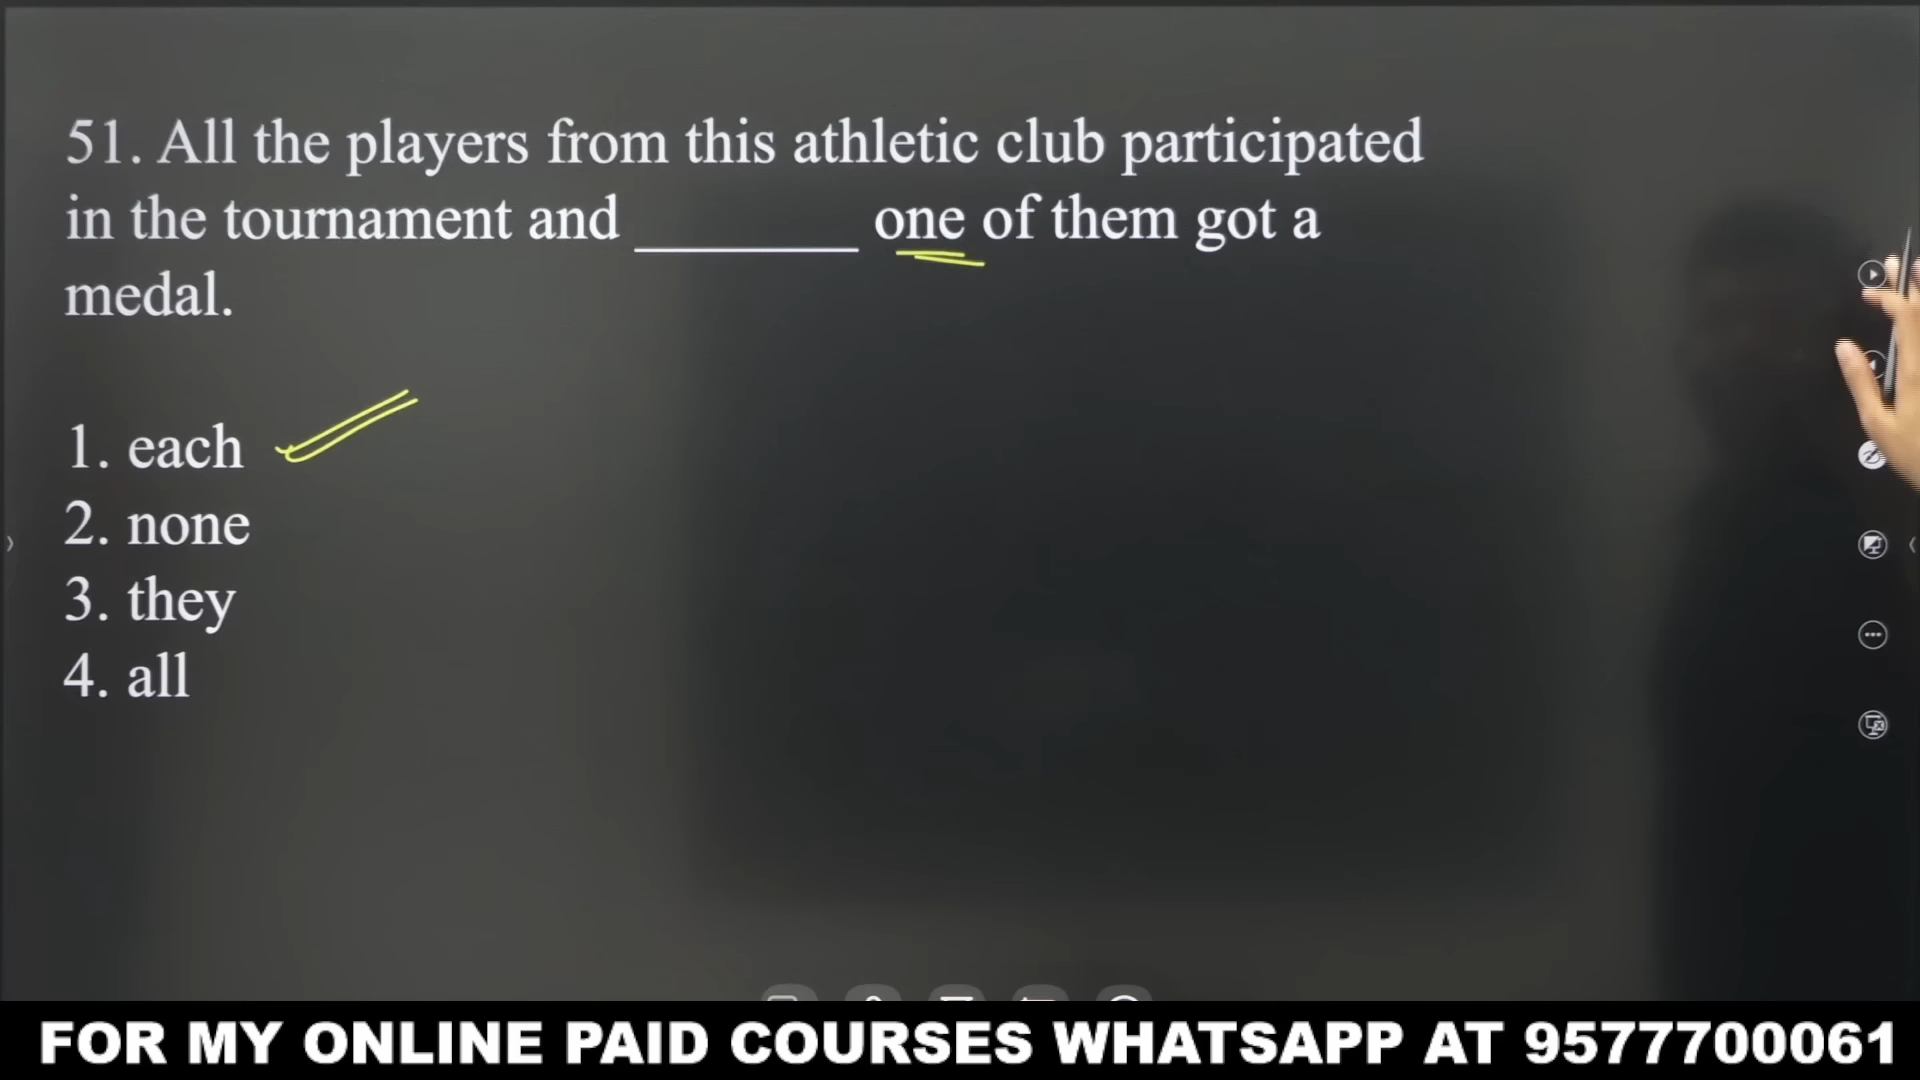 51. All the players from this athletic club participated
in the tournament and ________ one of them got a
medal.
1. each
2. none
3. they
4. all
FOR MY ONLINE PAID COURSES WHATSAPP AT 9577700061